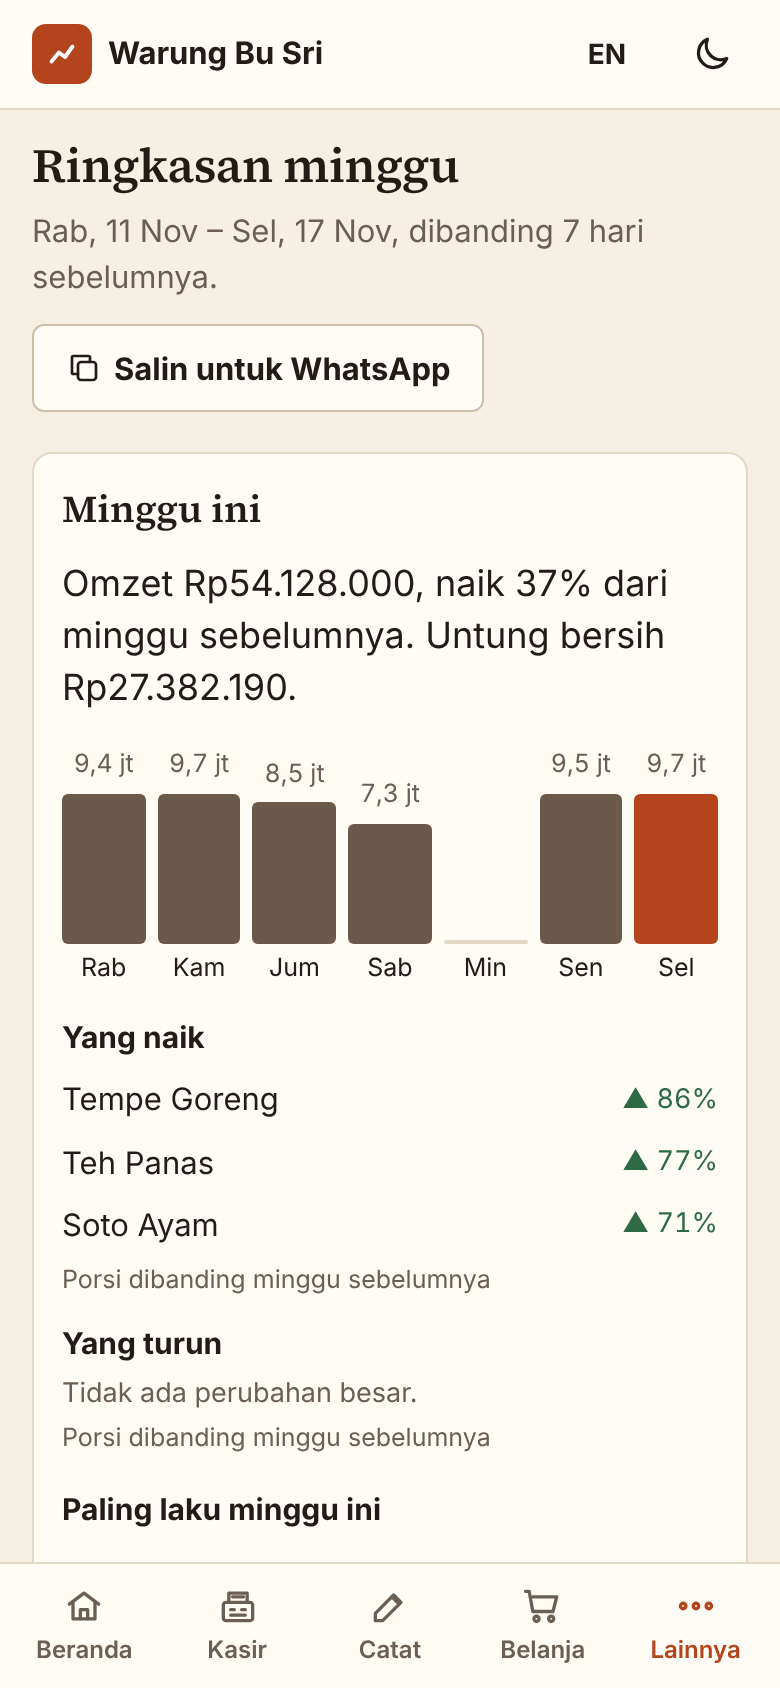 Warung Bu Sri
EN
Ringkasan minggu
Rab, 11 Nov – Sel, 17 Nov, dibanding 7 hari
sebelumnya.
Salin untuk WhatsApp
Minggu ini
Omzet Rp54.128.000, naik 37% dari
minggu sebelumnya. Untung bersih
Rp27.382.190.
9,4 jt 9,7 jt 8,5 jt 7,3 jt 9,5 jt 9,7 jt
Rab Kam Jum Sab Min Sen Sel
Yang naik
Tempe Goreng ▲ 86%
Teh Panas ▲ 77%
Soto Ayam ▲ 71%
Porsi dibanding minggu sebelumnya
Yang turun
Tidak ada perubahan besar.
Porsi dibanding minggu sebelumnya
Paling laku minggu ini
Beranda Kasir Catat Belanja Lainnya